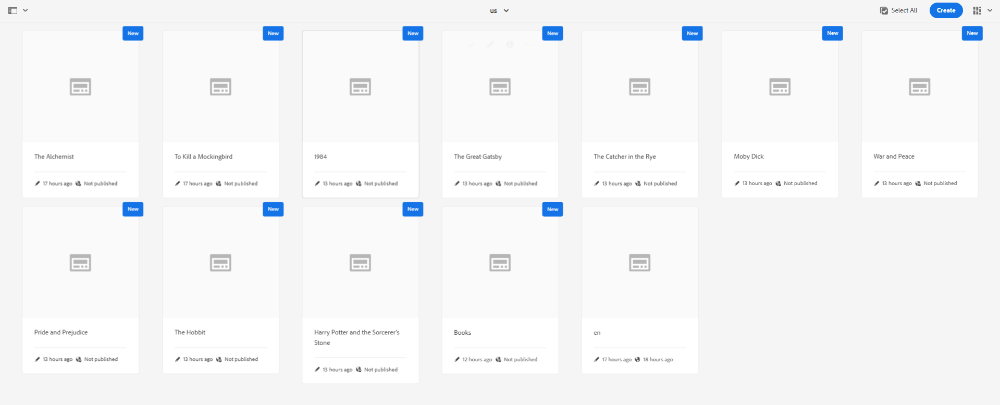 us
Select All
Create
New
New
New
New
New
New
New
The Alchemist
To Kill a Mockingbird
1984
The Great Gatsby
The Catcher in the Rye
Moby Dick
War and Peace
17 hours ago Not published
17 hours ago Not published
13 hours ago Not published
13 hours ago Not published
13 hours ago Not published
13 hours ago Not published
13 hours ago Not published
New
New
New
New
Pride and Prejudice
The Hobbit
Harry Potter and the Sorcerer's
Stone
Books
en
13 hours ago Not published
13 hours ago Not published
13 hours ago Not published
12 hours ago Not published
17 hours ago 18 hours ago